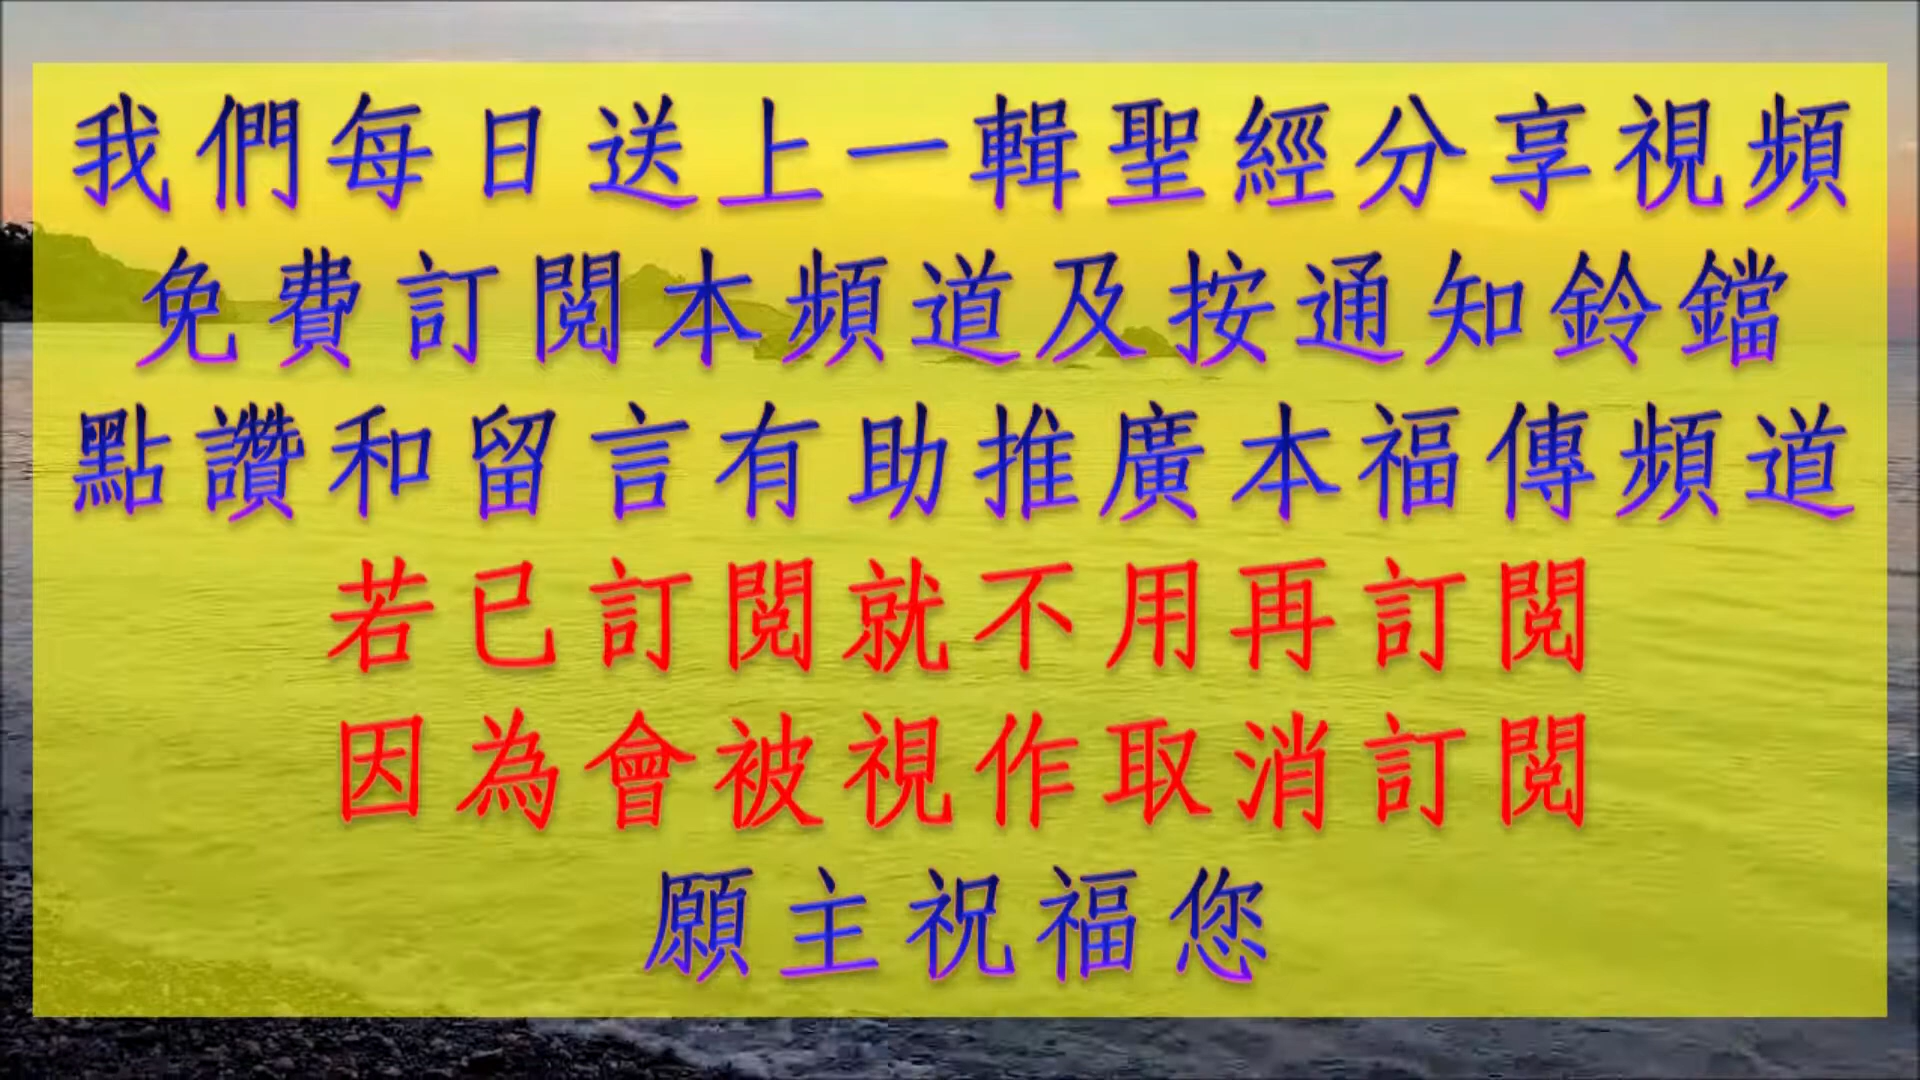 我們每日送上一輯聖經分享視頻
免費訂閱本頻道及按通知鈴鐺
點讚和留言有助推廣本福傳頻道
若已訂閱就不用再訂閱
因為會被視作取消訂閱
願主祝福您